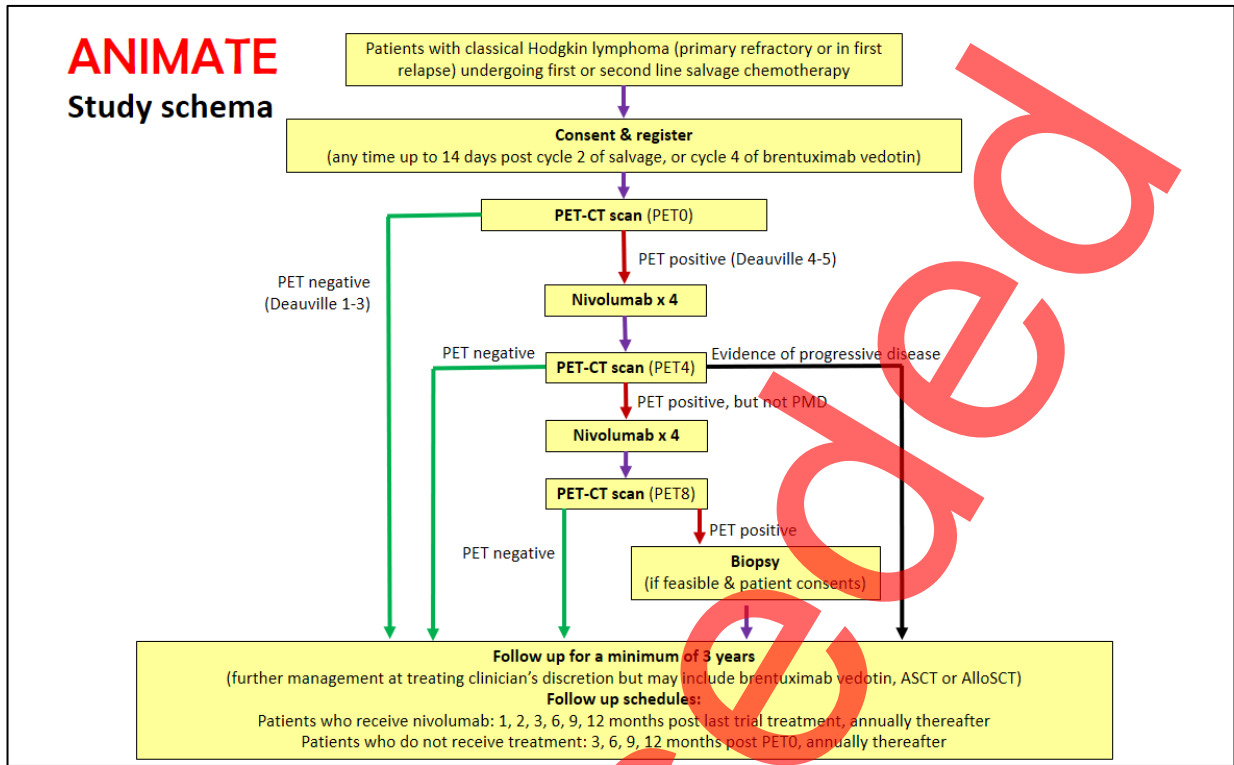 ANIMATE
Study schema
Patients with classical Hodgkin lymphoma (primary refractory or in first
relapse) undergoing first or second line salvage chemotherapy
Consent & register
(any time up to 14 days post cycle 2 of salvage, or cycle 4 of brentuximab vedotin)
PET-CT scan (PET0)
PET positive (Deauville 4-5)
PET negative
(Deauville 1-3)
Nivolumab x 4
PET negative
PET-CT scan (PET4)
Evidence of progressive disease
PET positive, but not PMD
Nivolumab x 4
PET-CT scan (PET8)
PET positive
PET negative
Biopsy
(if feasible & patient consents)
Follow up for a minimum of 3 years
(further management at treating clinician's discretion but may include brentuximab vedotin, ASCT or AlloSCT)
Follow up schedules:
Patients who receive nivolumab: 1, 2, 3, 6, 9, 12 months post last trial treatment, annually thereafter
Patients who do not receive treatment: 3, 6, 9, 12 months post PET0, annually thereafter